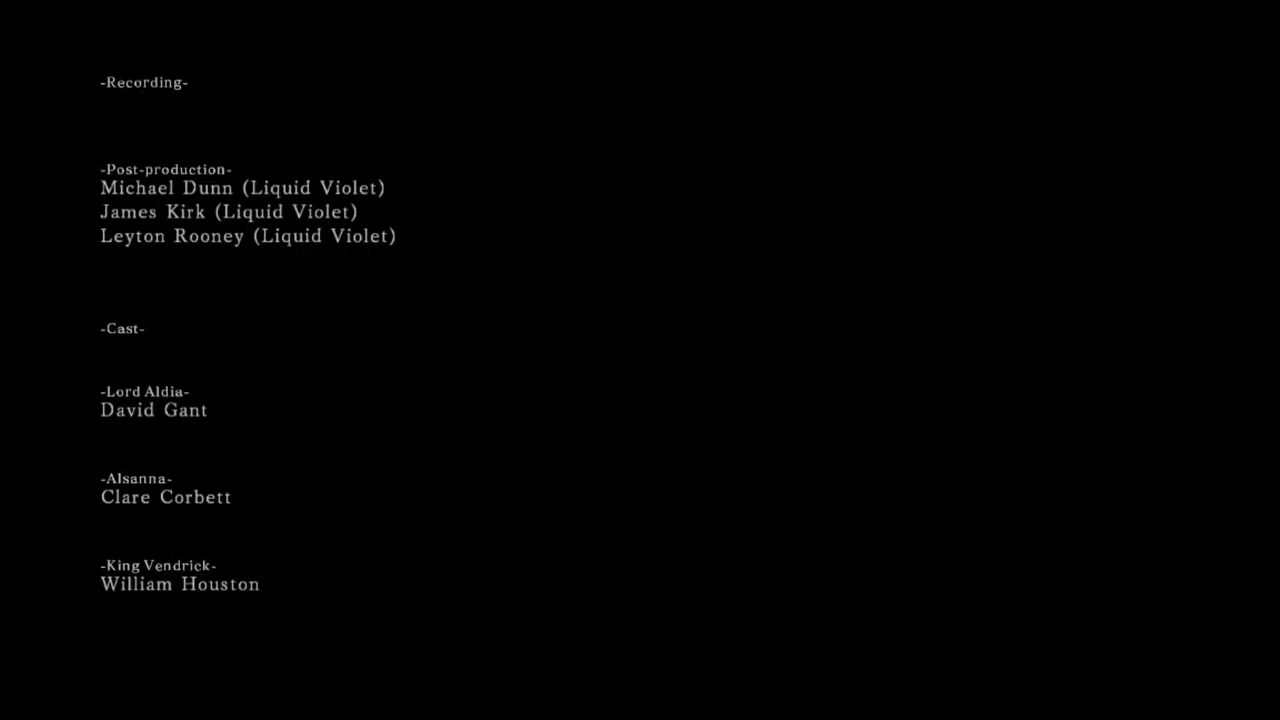 -Recording-
-Post-production-
Michael Dunn (Liquid Violet)
James Kirk (Liquid Violet)
Leyton Rooney (Liquid Violet)
-Cast-
-Lord Aldia-
David Gant
-Alsanna-
Clare Corbett
-King Vendrick-
William Houston